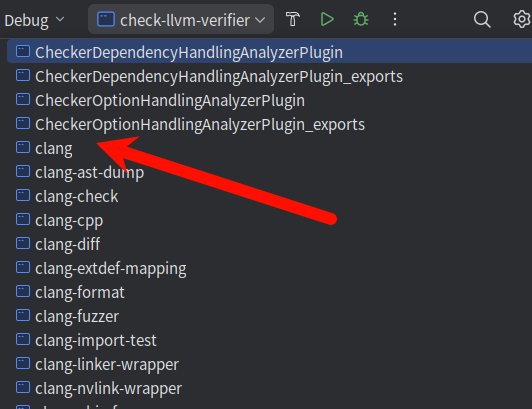 Debug check-llvm-verifier
CheckerDependencyHandlingAnalyzerPlugin
CheckerDependencyHandlingAnalyzerPlugin_exports
CheckerOptionHandlingAnalyzerPlugin
CheckerOptionHandlingAnalyzerPlugin_exports
clang
clang-ast-dump
clang-check
clang-cpp
clang-diff
clang-extdef-mapping
clang-format
clang-fuzzer
clang-import-test
clang-linker-wrapper
clang-nvlink-wrapper